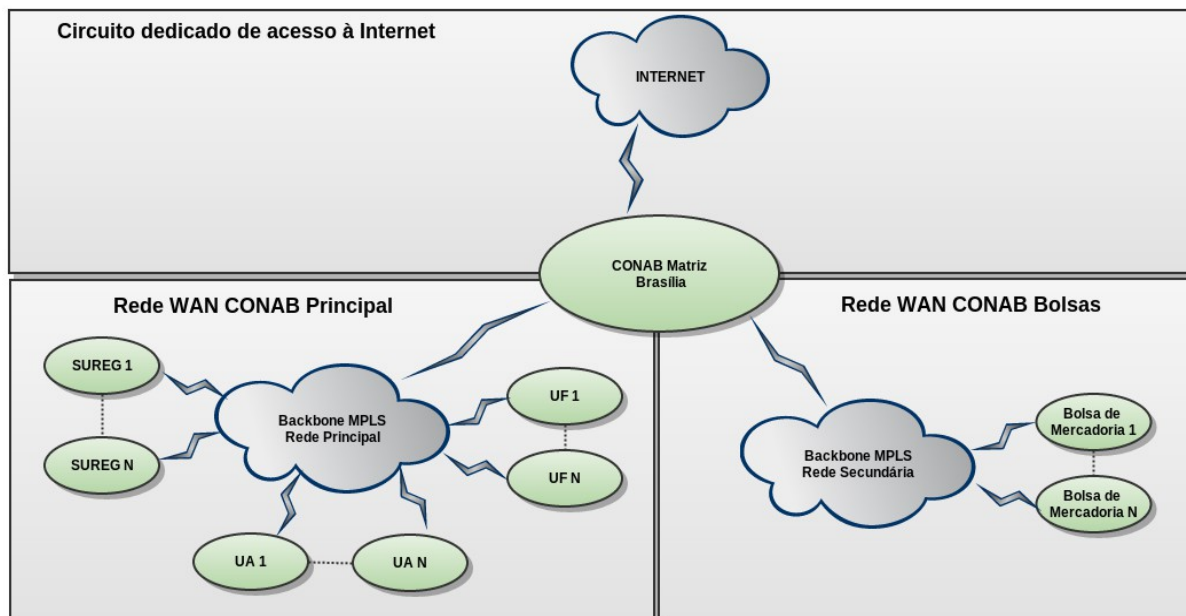 Circuito dedicado de acesso à Internet
INTERNET
CONAB Matriz
Brasília
Rede WAN CONAB Principal
SUREG 1
SUREG N
Backbone MPLS
Rede Principal
UF 1
UF N
UA 1
UA N
Rede WAN CONAB Bolsas
Backbone MPLS
Rede Secundária
Bolsa de
Mercadoria 1
Bolsa de
Mercadoria N